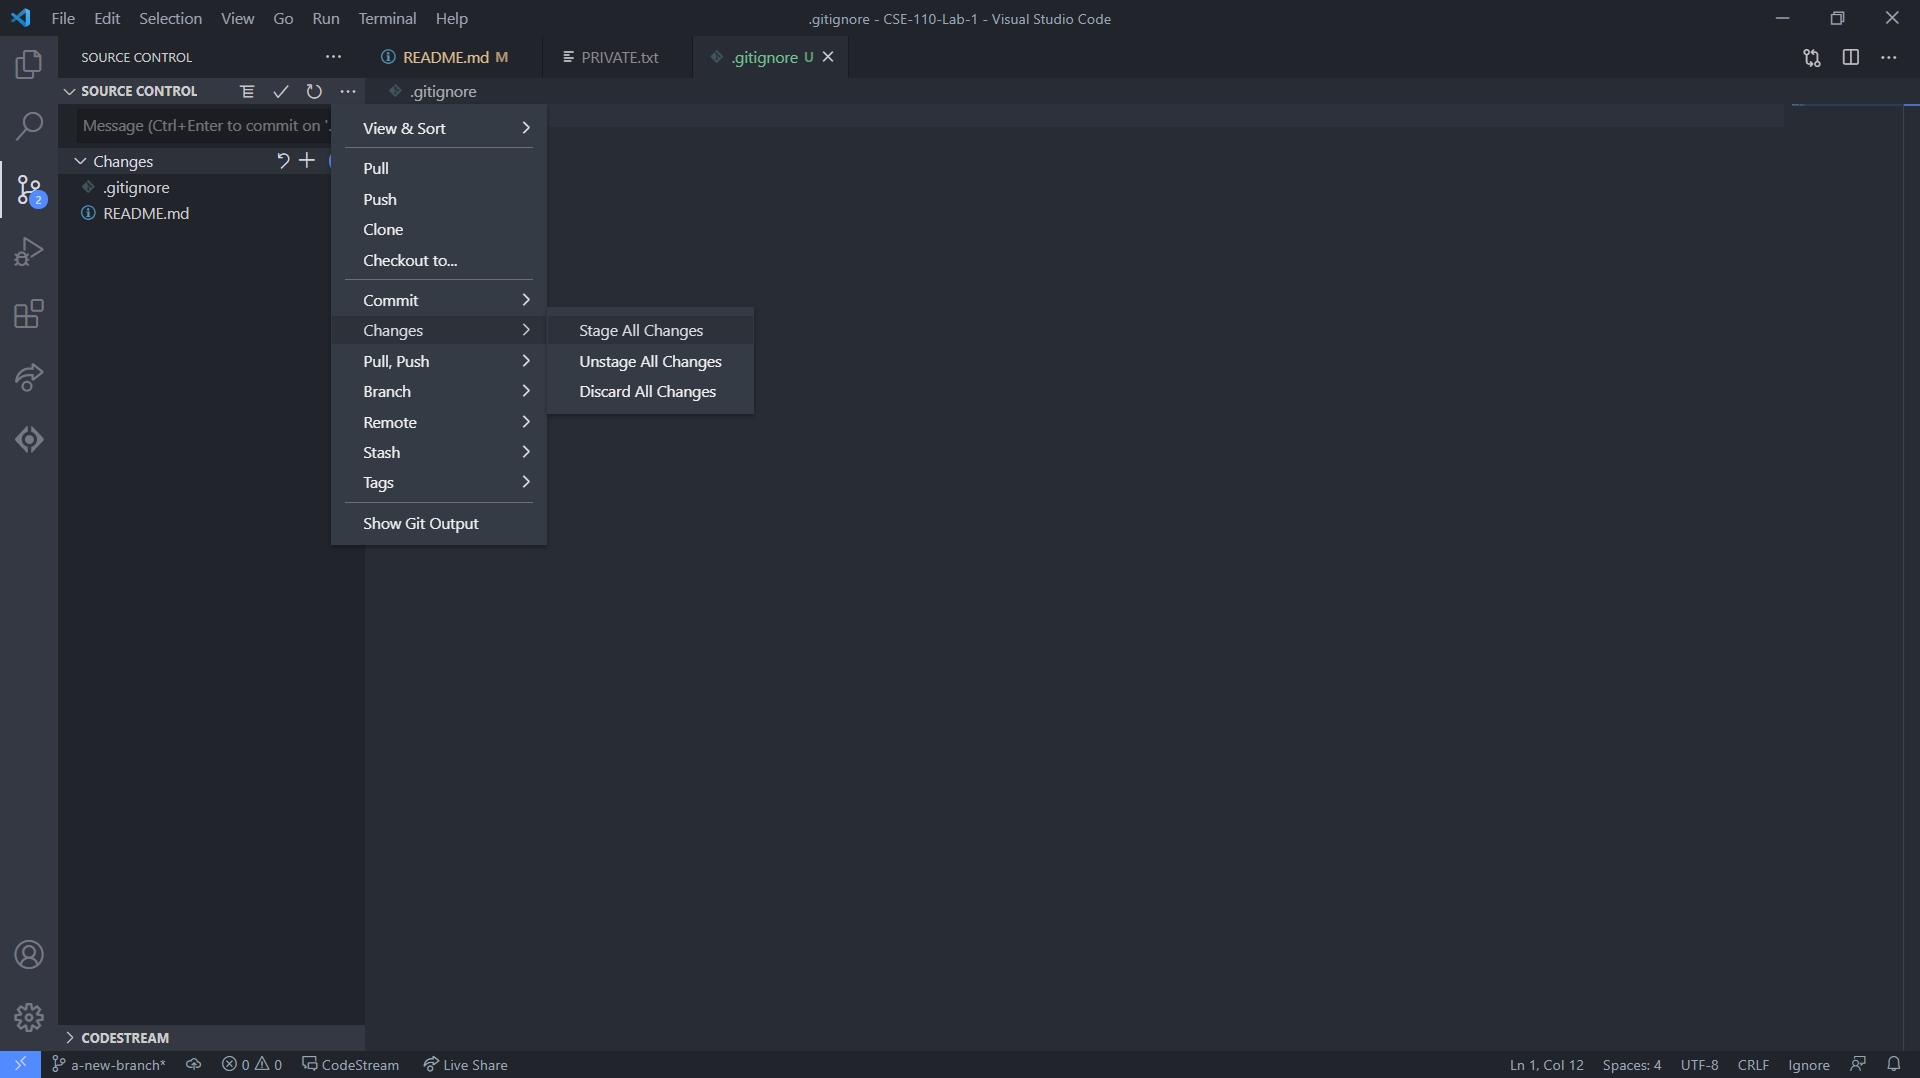 File Edit Selection View Go Run Terminal Help
.gitignore - CSE-110-Lab-1 - Visual Studio Code
SOURCE CONTROL
README.md M
PRIVATE.txt
.gitignore U
SOURCE CONTROL
.gitignore
Message (Ctrl+Enter to commit on '.
Changes
.gitignore
README.md
2
View & Sort
Pull
Push
Clone
Checkout to...
Commit
Changes
Pull, Push
Branch
Remote
Stash
Tags
Show Git Output
Stage All Changes
Unstage All Changes
Discard All Changes
CODESTREAM
a-new-branch* 0 0 CodeStream Live Share
Ln 1, Col 12 Spaces: 4 UTF-8 CRLF Ignore